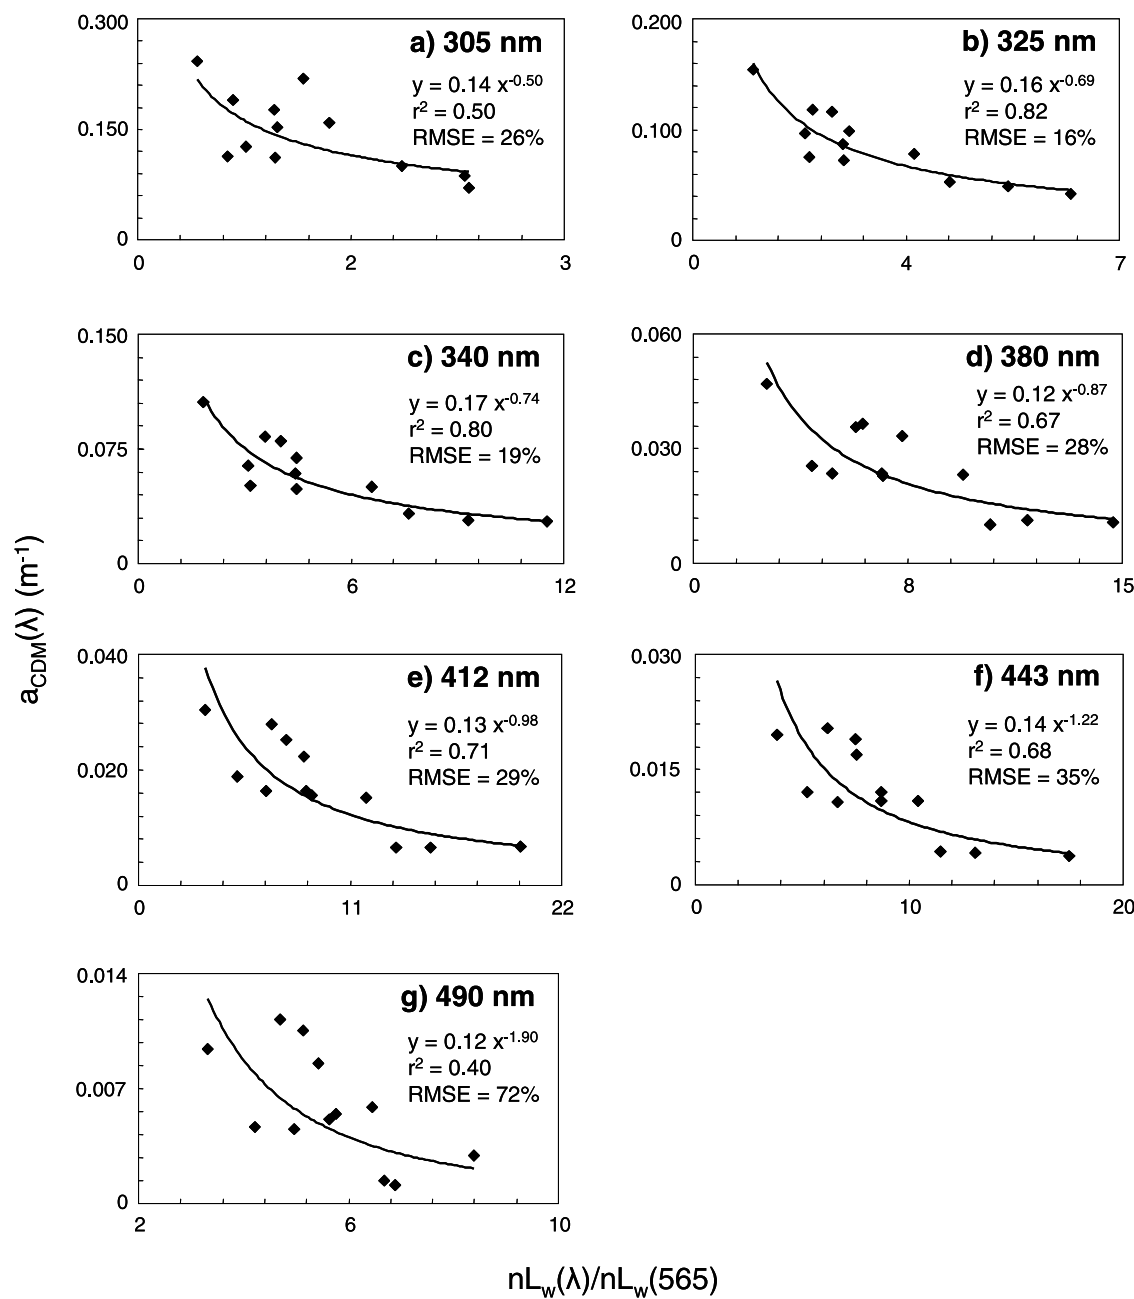 a) 305 nm
y = 0.14 x^-0.50
r² = 0.50
RMSE = 26%
0.300
0.150
0
0
2
3
b) 325 nm
y = 0.16 x^-0.69
r² = 0.82
RMSE = 16%
0.200
0.100
0
0
4
7
c) 340 nm
y = 0.17 x^-0.74
r² = 0.80
RMSE = 19%
0.150
0.075
0
0
6
12
d) 380 nm
y = 0.12 x^-0.87
r² = 0.67
RMSE = 28%
0.060
0.030
0
0
8
15
e) 412 nm
y = 0.13 x^-0.98
r² = 0.71
RMSE = 29%
0.040
0.020
0
0
11
22
f) 443 nm
y = 0.14 x^-1.22
r² = 0.68
RMSE = 35%
0.030
0.015
0
0
10
20
g) 490 nm
y = 0.12 x^-1.90
r² = 0.40
RMSE = 72%
0.014
0.007
0
2
6
10
a_CDM(λ) (m^-1)
nL_w(λ)/nL_w(565)